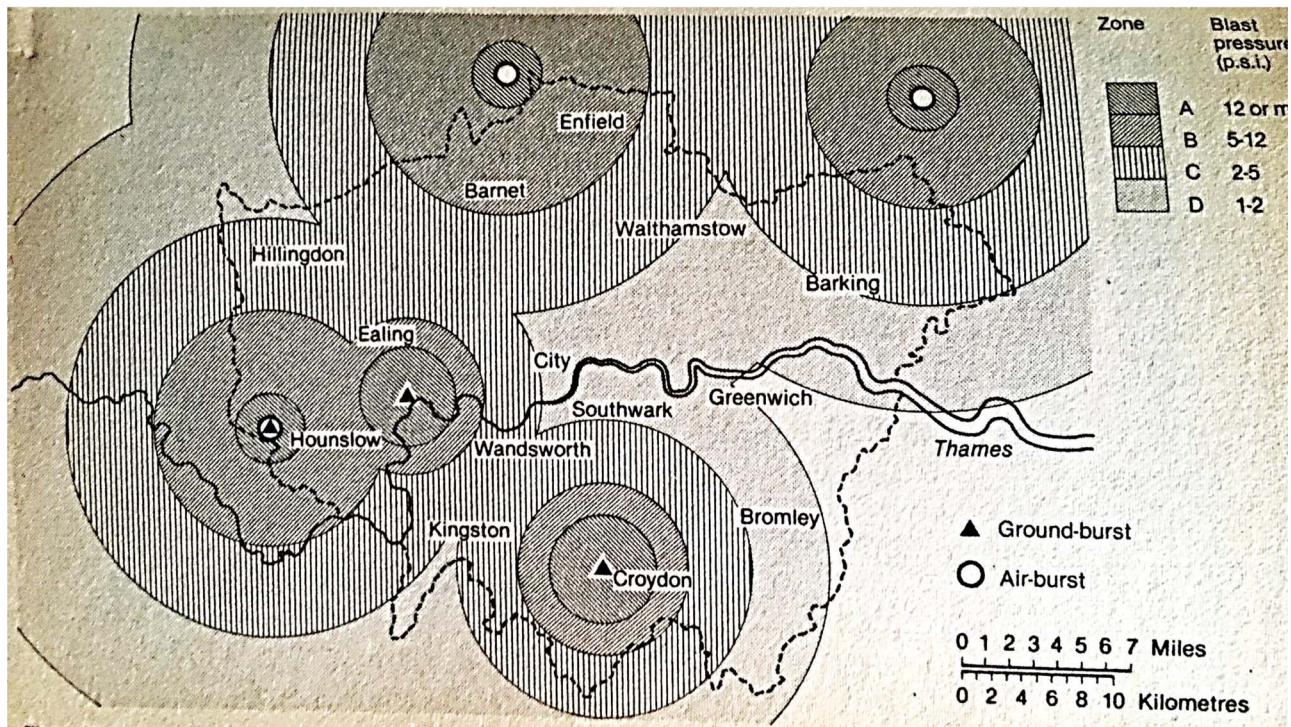 Zone Blast
pressure
(p.s.i.)
A 12 or m
B 5-12
C 2-5
D 1-2
Enfield
Barnet
Walthamstow
Hillingdon
Barking
Ealing
City
Greenwich
Southwark
Hounslow
Wandsworth
Thames
Bromley
Kingston
Croydon
Ground-burst
Air-burst
0 1 2 3 4 5 6 7 Miles
0 2 4 6 8 10 Kilometres